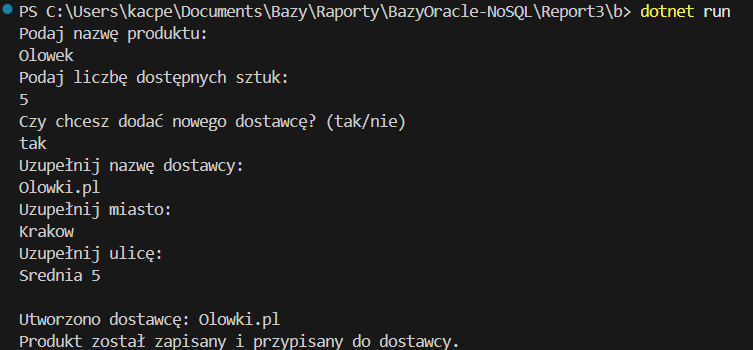 PS C:\Users\kacpe\Documents\Bazy\Raporty\BazyOracle-NoSQL\Report3\b> dotnet run
Podaj nazwę produktu:
Olowek
Podaj liczbę dostępnych sztuk:
5
Czy chcesz dodać nowego dostawcę? (tak/nie)
tak
Uzupełnij nazwę dostawcy:
Olowki.pl
Uzupełnij miasto:
Krakow
Uzupełnij ulicę:
Srednia 5
Utworzono dostawcę: Olowki.pl
Produkt został zapisany i przypisany do dostawcy.